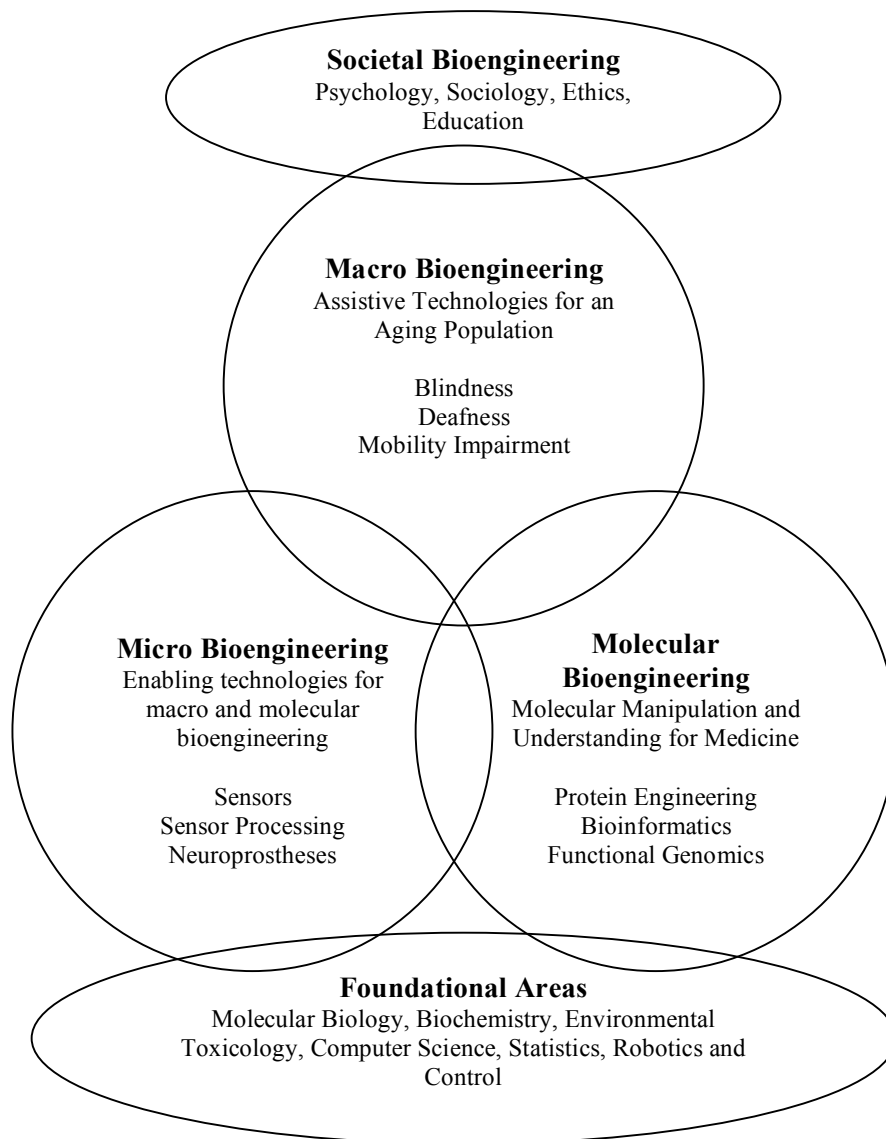 Societal Bioengineering
Psychology, Sociology, Ethics,
Education
Macro Bioengineering
Assistive Technologies for an
Aging Population
Blindness
Deafness
Mobility Impairment
Micro Bioengineering
Enabling technologies for
macro and molecular
bioengineering
Sensors
Sensor Processing
Neuroprostheses
Molecular
Bioengineering
Molecular Manipulation and
Understanding for Medicine
Protein Engineering
Bioinformatics
Functional Genomics
Foundational Areas
Molecular Biology, Biochemistry, Environmental
Toxicology, Computer Science, Statistics, Robotics and
Control